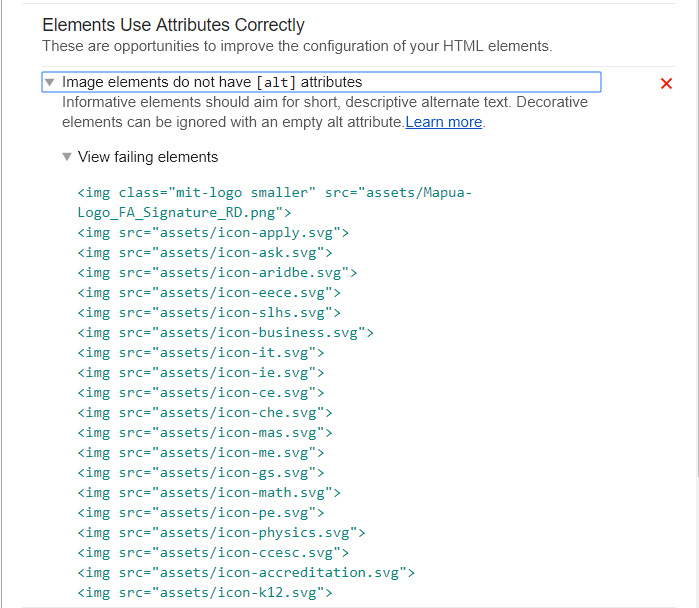 Elements Use Attributes Correctly
These are opportunities to improve the configuration of your HTML elements.
Image elements do not have [alt] attributes
Informative elements should aim for short, descriptive alternate text. Decorative
elements can be ignored with an empty alt attribute.Learn more.
View failing elements
<img class="mit-logo smaller" src="assets/Mapua-
Logo_FA_Signature_RD.png">
<img src="assets/icon-apply.svg">
<img src="assets/icon-ask.svg">
<img src="assets/icon-aridbe.svg">
<img src="assets/icon-eece.svg">
<img src="assets/icon-slhs.svg">
<img src="assets/icon-business.svg">
<img src="assets/icon-it.svg">
<img src="assets/icon-ie.svg">
<img src="assets/icon-ce.svg">
<img src="assets/icon-che.svg">
<img src="assets/icon-mas.svg">
<img src="assets/icon-me.svg">
<img src="assets/icon-gs.svg">
<img src="assets/icon-math.svg">
<img src="assets/icon-pe.svg">
<img src="assets/icon-physics.svg">
<img src="assets/icon-ccesc.svg">
<img src="assets/icon-accreditation.svg">
<img src="assets/icon-k12.svg">